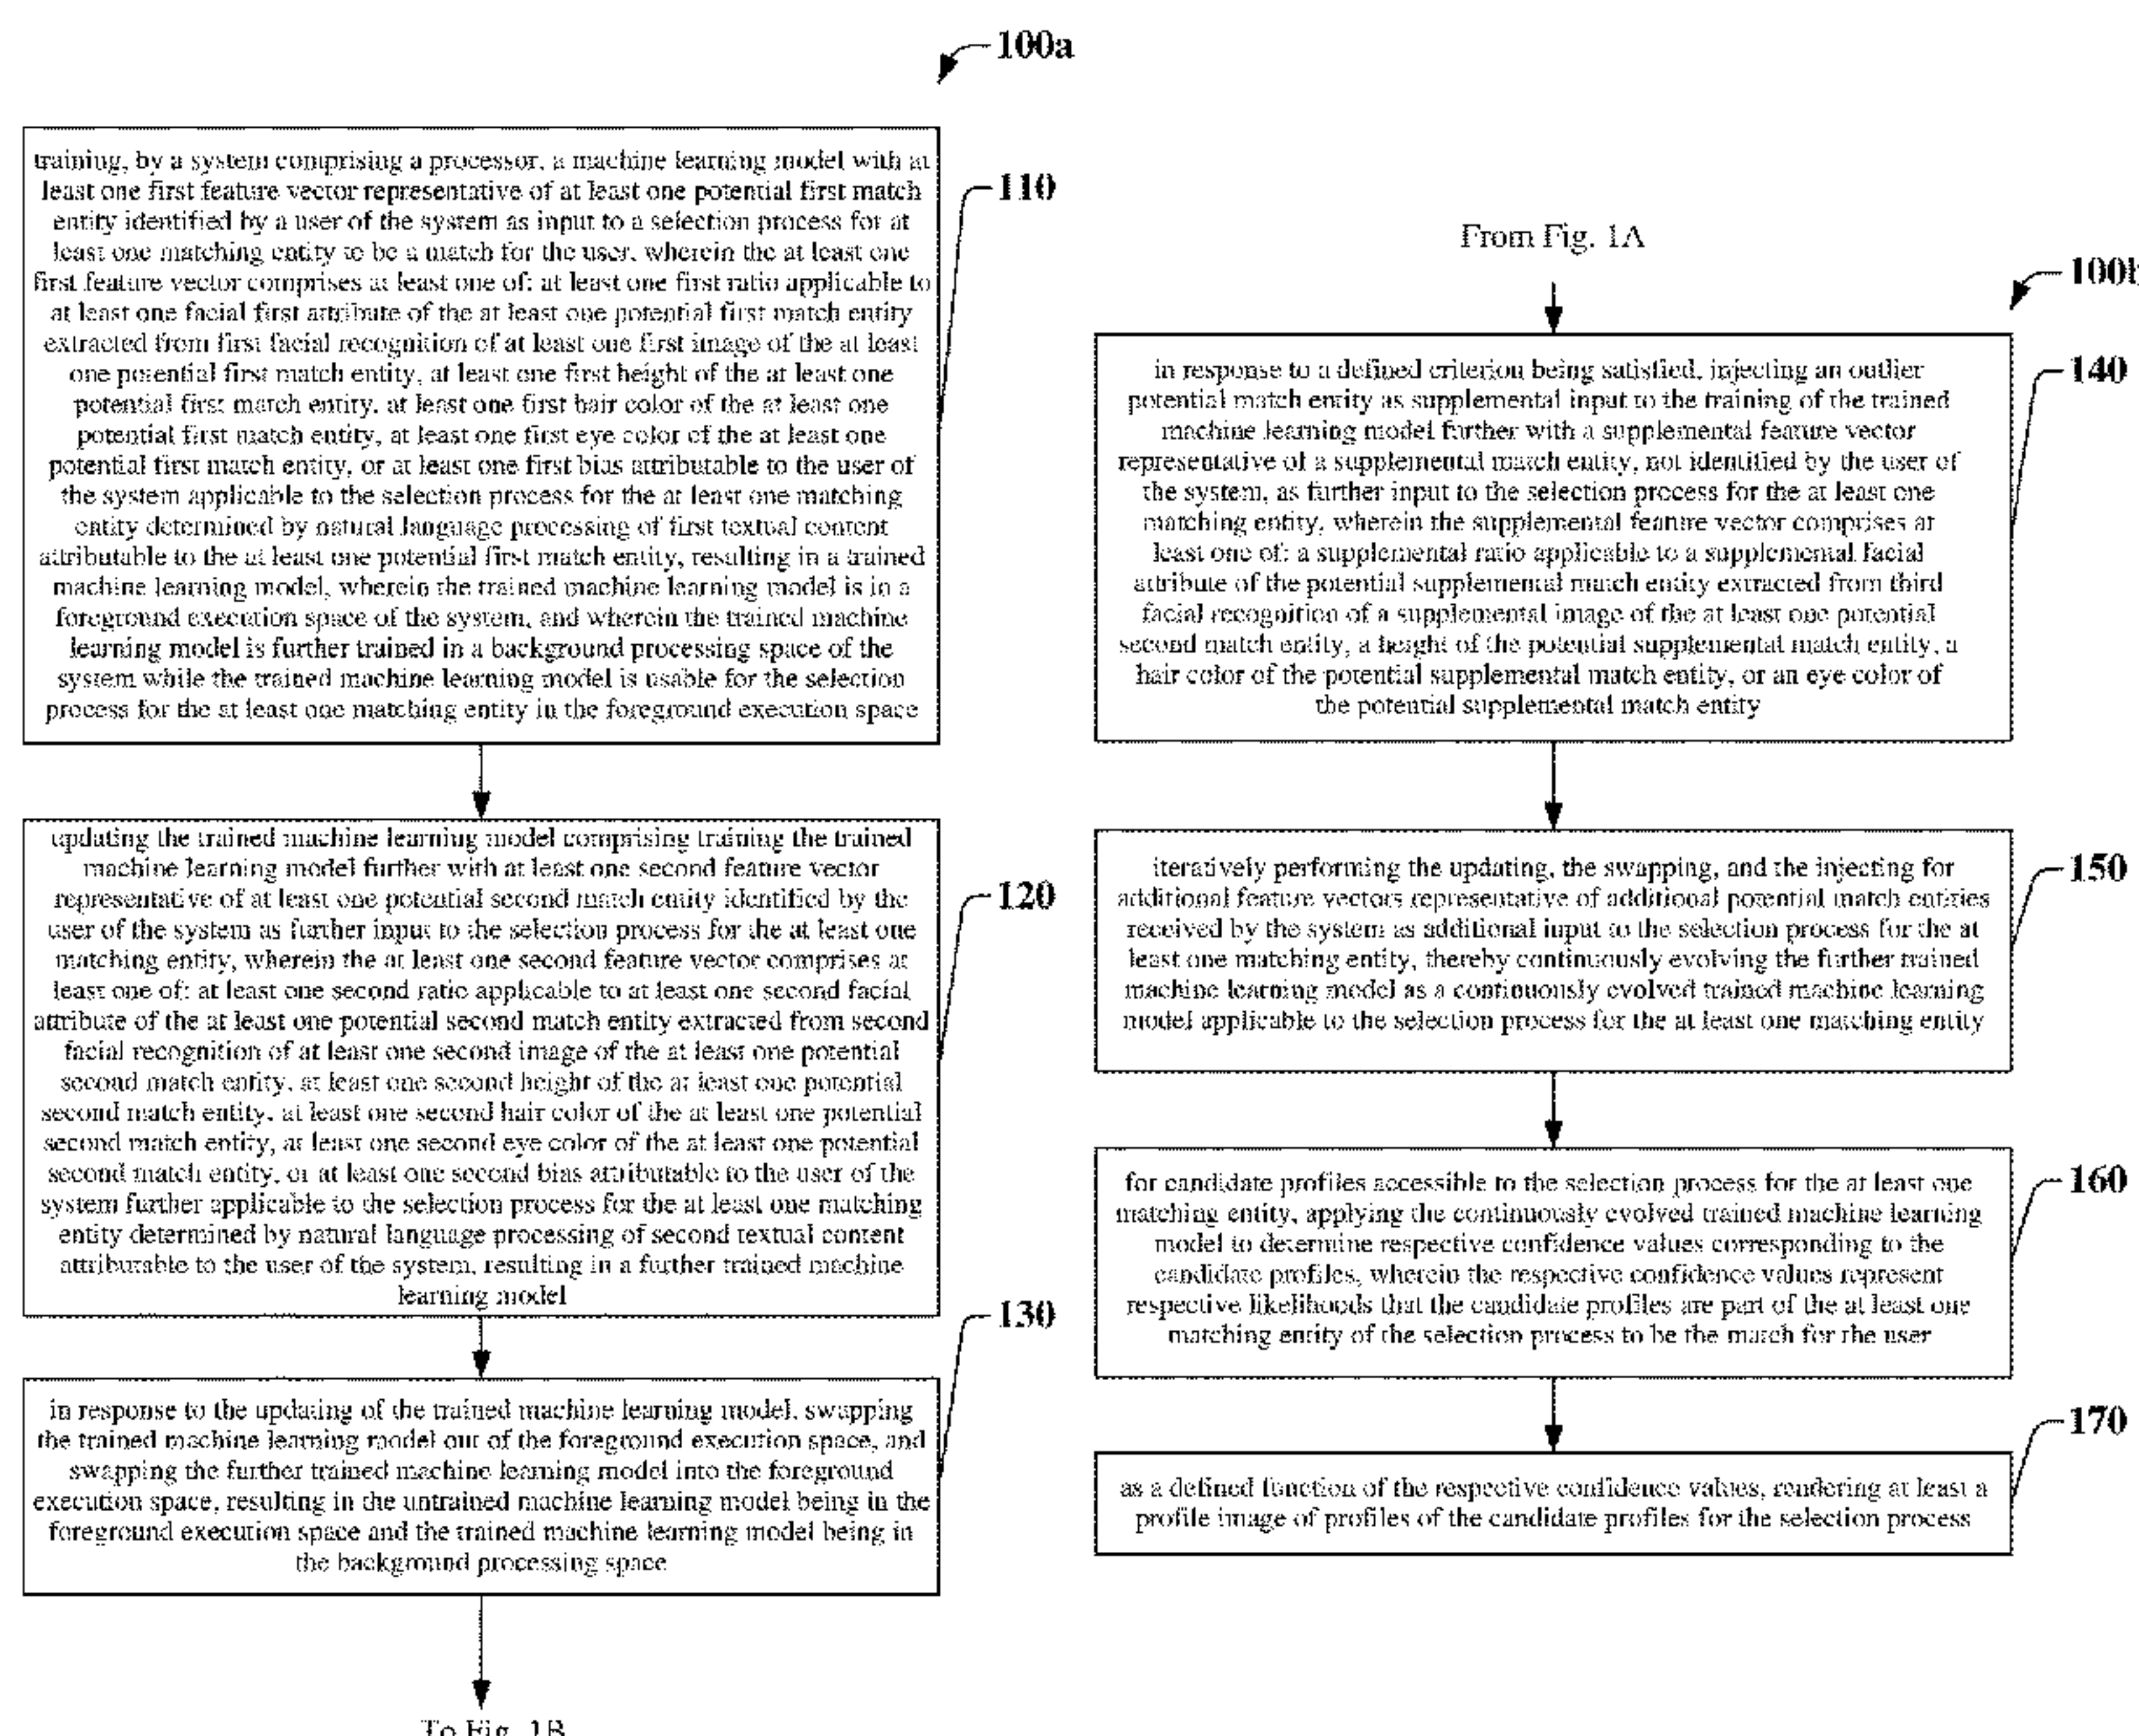 100a
training, by a system comprising a processor, a machine learning model with at
least one first feature vector representative of at least one potential first match
entity identified by a user of the system as input to a selection process for at
least one matching entity to be a match for the user, wherein the at least one
first feature vector comprises at least one of: at least one first ratio applicable to
at least one facial first attribute of the at least one potential first match entity
extracted from first facial recognition of at least one first image of the at least
one potential first match entity, at least one first height of the at least one
potential first match entity, at least one first hair color of the at least one
potential first match entity, at least one first eye color of the at least one
potential first match entity, or at least one first bias attributable to the user of
the system applicable to the selection process for the at least one matching
entity determined by natural language processing of first textual content
attributable to the at least one potential first match entity, resulting in a trained
machine learning model, wherein the trained machine learning model is in a
foreground execution space of the system, and wherein the trained machine
learning model is further trained in a background processing space of the
system while the trained machine learning model is usable for the selection
process for the at least one matching entity in the foreground execution space
110
updating the trained machine learning model comprising training the trained
machine learning model further with at least one second feature vector
representative of at least one potential second match entity identified by the
user of the system as further input to the selection process for the at least one
matching entity, wherein the at least one second feature vector comprises at
least one of: at least one second ratio applicable to at least one second facial
attribute of the at least one potential second match entity extracted from second
facial recognition of at least one second image of the at least one potential
second match entity, at least one second height of the at least one potential
second match entity, at least one second hair color of the at least one potential
second match entity, at least one second eye color of the at least one potential
second match entity, or at least one second bias attributable to the user of the
system further applicable to the selection process for the at least one matching
entity determined by natural language processing of second textual content
attributable to the user of the system, resulting in a further trained machine
learning model
120
in response to the updating of the trained machine learning model, swapping
the trained machine learning model out of the foreground execution space, and
swapping the further trained machine learning model into the foreground
execution space, resulting in the untrained machine learning model being in the
foreground execution space and the trained machine learning model being in
the background processing space
130
To Fig. 1B
From Fig. 1A
100b
in response to a defined criterion being satisfied, injecting an outlier
potential match entity as supplemental input to the training of the trained
machine learning model further with a supplemental feature vector
representative of a supplemental match entity, not identified by the user of
the system, as further input to the selection process for the at least one
matching entity, wherein the supplemental feature vector comprises at
least one of: a supplemental ratio applicable to a supplemental facial
attribute of the potential supplemental match entity extracted from third
facial recognition of a supplemental image of the at least one potential
second match entity, a height of the potential supplemental match entity, a
hair color of the potential supplemental match entity, or an eye color of
the potential supplemental match entity
140
iteratively performing the updating, the swapping, and the injecting for
additional feature vectors representative of additional potential match entities
received by the system as additional input to the selection process for the at
least one matching entity, thereby continuously evolving the further trained
machine learning model as a continuously evolved trained machine learning
model applicable to the selection process for the at least one matching entity
150
for candidate profiles accessible to the selection process for the at least one
matching entity, applying the continuously evolved trained machine learning
model to determine respective confidence values corresponding to the
candidate profiles, wherein the respective confidence values represent
respective likelihoods that the candidate profiles are part of the at least one
matching entity of the selection process to be the match for the user
160
as a defined function of the respective confidence values, rendering at least a
profile image of profiles of the candidate profiles for the selection process
170